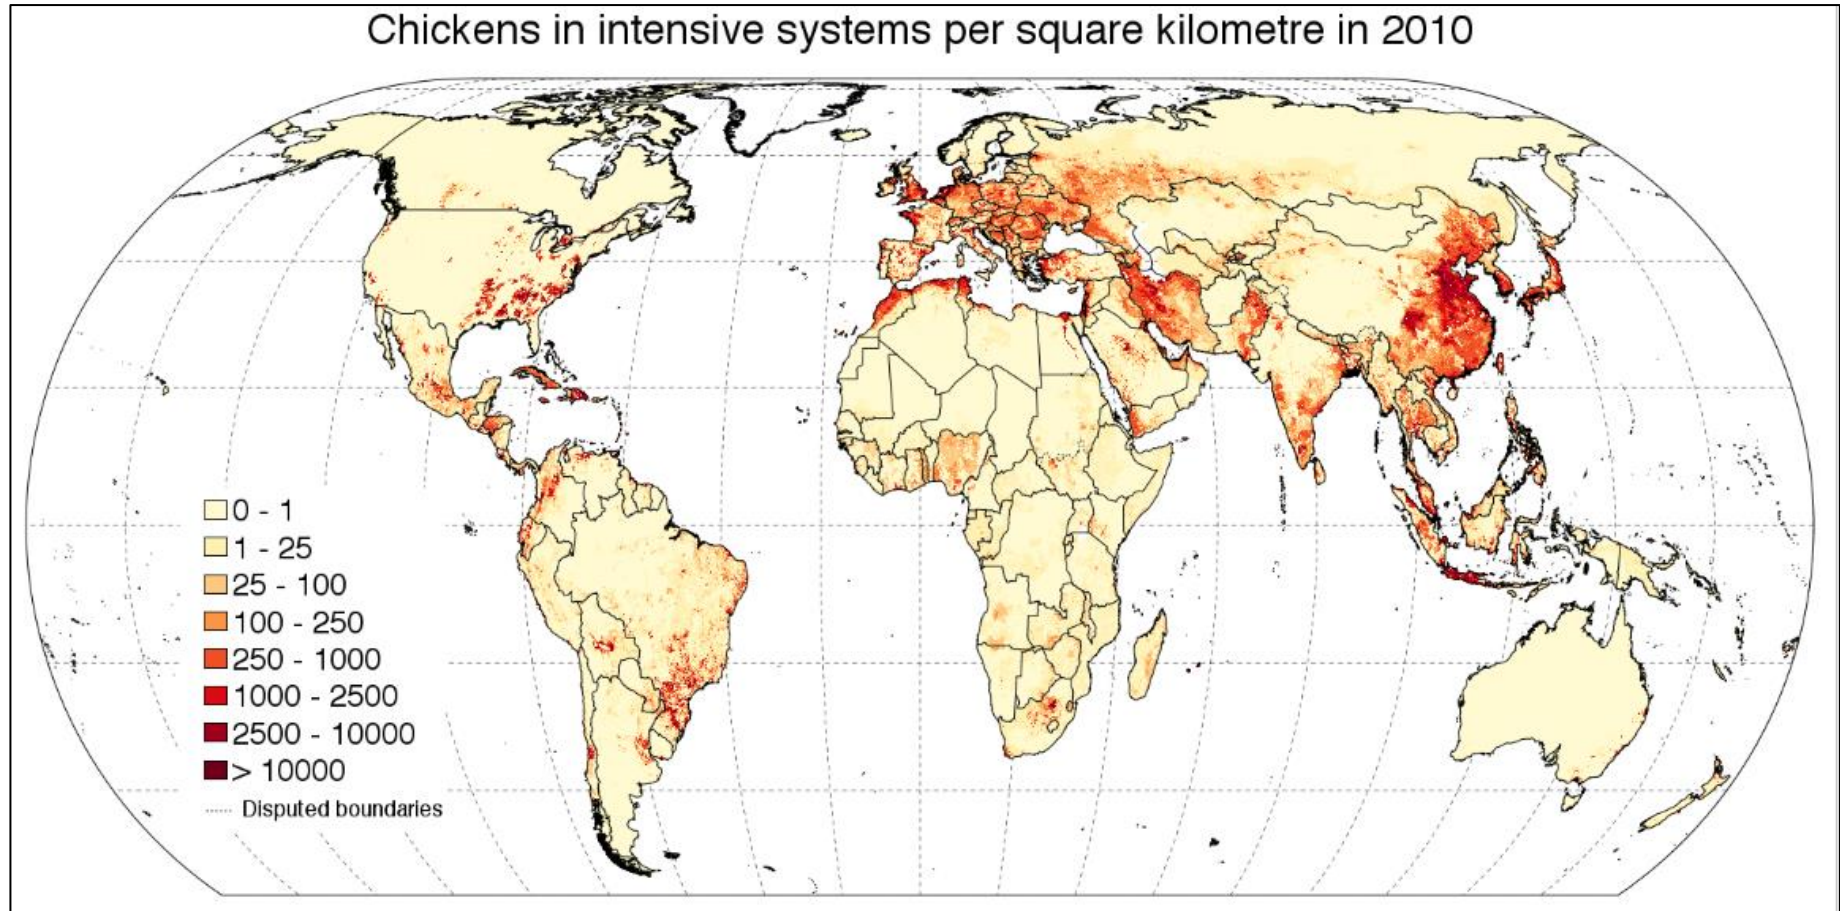 Chickens in intensive systems per square kilometre in 2010
0 - 1
1 - 25
25 - 100
100 - 250
250 - 1000
1000 - 2500
2500 - 10000
> 10000
Disputed boundaries